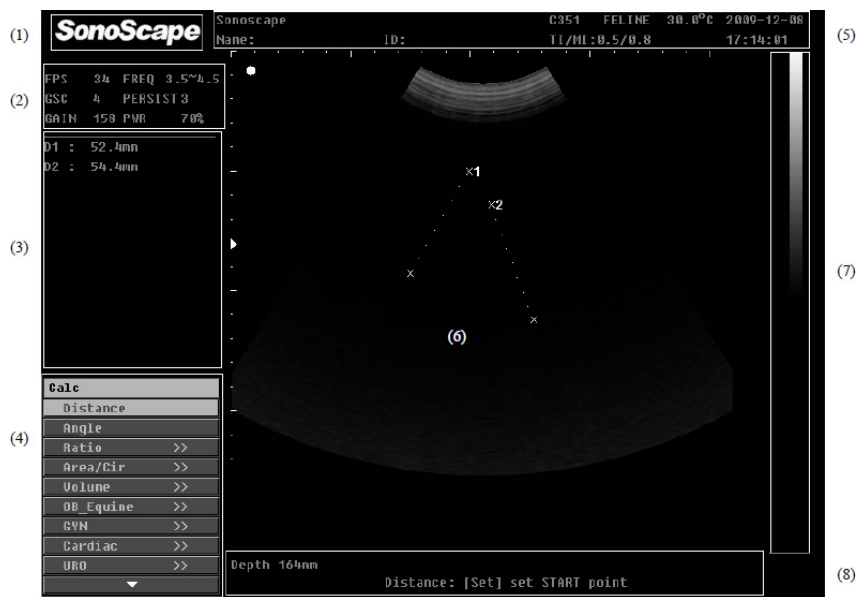 (1)
SonoScape
Sonoscape C351 FELINE 30.0°C 2009-12-08
Name: ID: TI/MI:0.5/0.8 17:14:01
(5)
(2)
FPS 34 FREQ 3.5~4.5
GSC 4 PERSIST 3
GAIN 158 PWR 70%
(3)
D1 : 52.4mm
D2 : 54.4mm
1
2
(6)
(7)
(4)
Calc
Distance
Angle
Ratio >>
Area/Cir >>
Volume >>
OB_Equine >>
GYN >>
Cardiac >>
URO >>
Depth 164mm
Distance: [Set] set START point
(8)